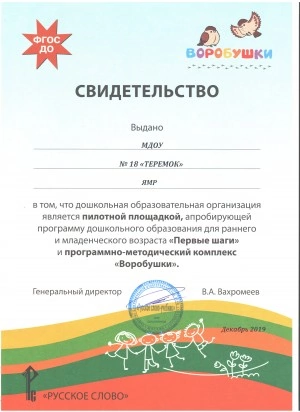 ФГОС
ДО
ВОРОБУШКИ
СВИДЕТЕЛЬСТВО
Выдано
МДОУ
№ 18 «ТЕРЕМОК»
ЯМР
в том, что дошкольная образовательная организация
является пилотной площадкой, апробирующей
программу дошкольного образования для раннего
и младенческого возраста «Первые шаги»
и программно-методический комплекс
«Воробушки».
Генеральный директор В.А. Вахромеев
Декабрь 2019
«РУССКОЕ СЛОВО»